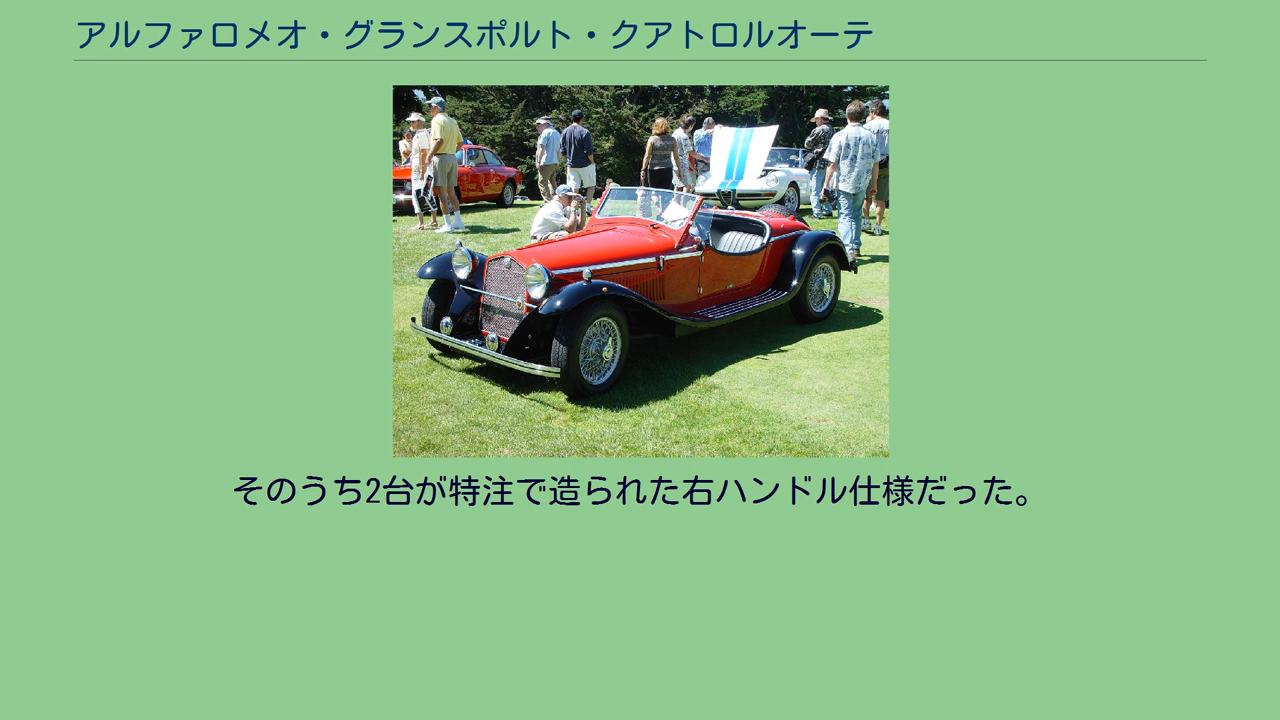 アルファロメオ・グランスポルト・クアトロルオーテ
そのうち2台が特注で造られた右ハンドル仕様だった。